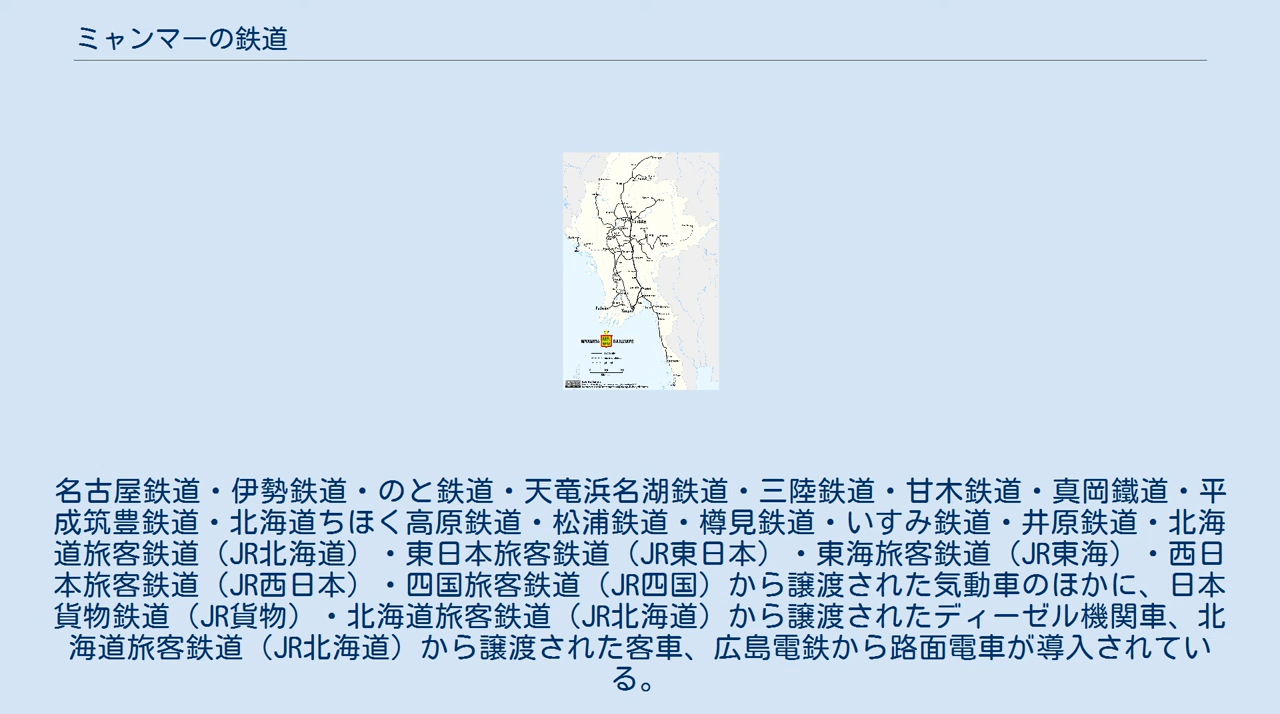 ミャンマーの鉄道
名古屋鉄道・伊勢鉄道・のと鉄道・天竜浜名湖鉄道・三陸鉄道・甘木鉄道・真岡鐵道・平
成筑豊鉄道・北海道ちほく高原鉄道・松浦鉄道・樽見鉄道・いすみ鉄道・井原鉄道・北海
道旅客鉄道（JR北海道）・東日本旅客鉄道（JR東日本）・東海旅客鉄道（JR東海）・西日
本旅客鉄道（JR西日本）・四国旅客鉄道（JR四国）から譲渡された気動車のほかに、日本
貨物鉄道（JR貨物）・北海道旅客鉄道（JR北海道）から譲渡されたディーゼル機関車、北
海道旅客鉄道（JR北海道）から譲渡された客車、広島電鉄から路面電車が導入されてい
る。